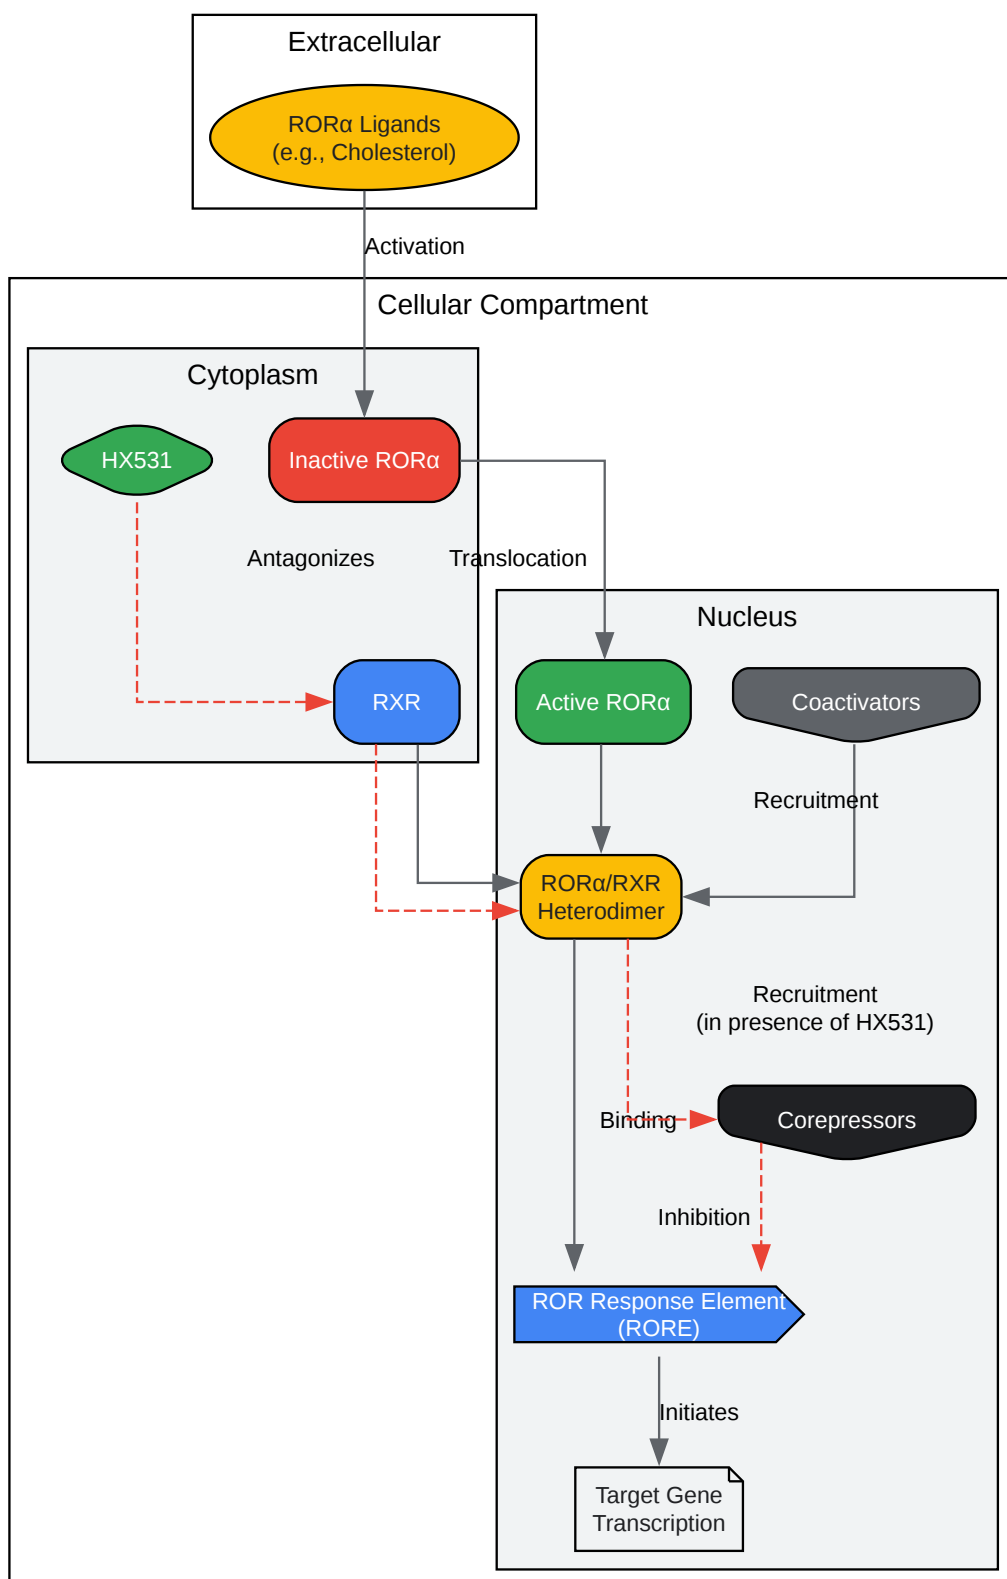 Extracellular
RORα Ligands
(e.g., Cholesterol)
Activation
Cellular Compartment
Cytoplasm
HX531
Inactive RORα
Antagonizes
Translocation
Nucleus
RXR
Active RORα
Coactivators
Recruitment
RORα/RXR
Heterodimer
Recruitment
(in presence of HX531)
Binding
Corepressors
Inhibition
ROR Response Element
(RORE)
Initiates
Target Gene
Transcription